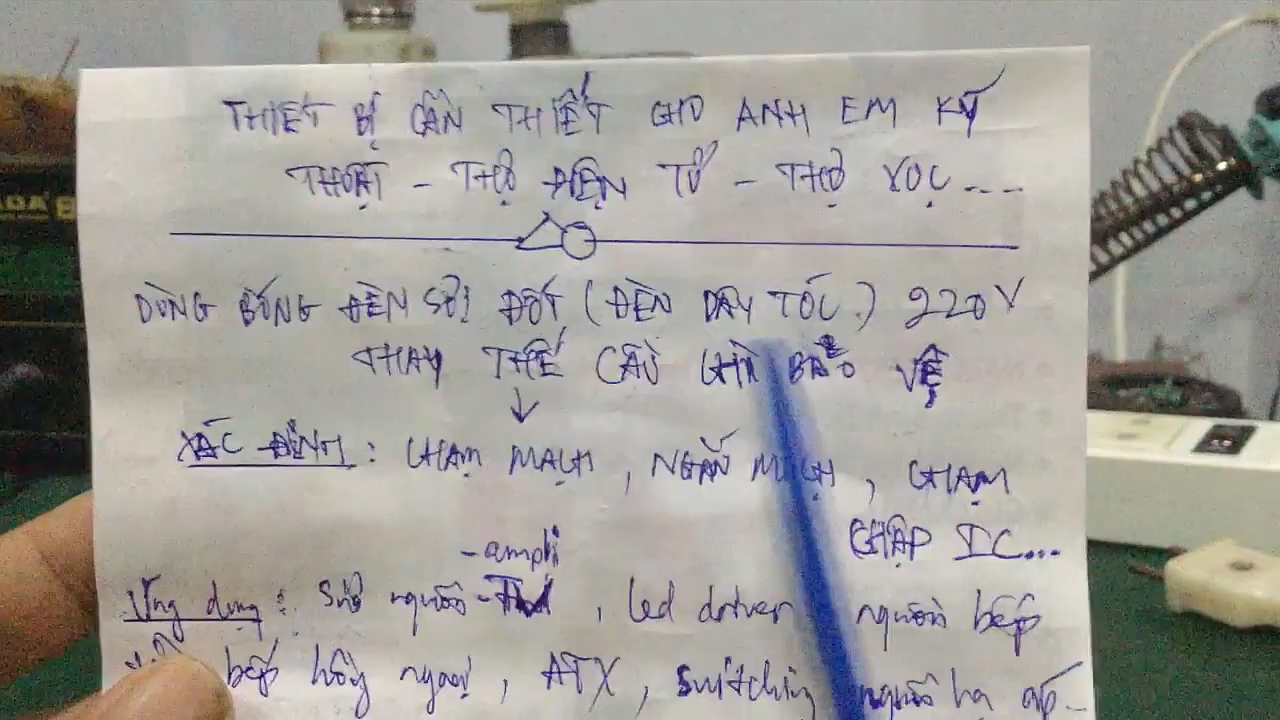 THIẾT BỊ CẦN THIẾT CHO ANH EM KỸ
THUẬT - THỢ ĐIỆN TỬ - THỢ VỌC....
DÙNG BÓNG ĐÈN SỢI ĐỐT (ĐÈN DÂY TÓC) 220V
THAY THẾ CẦU CHÌ BẢO VỆ
XÁC ĐỊNH: CHẠM MẠCH, NGẮN MẠCH, CHẠM
CHẬP IC...
-ampli
Ứng dụng: Sửa nguồn -TV, led driver nguồn bếp
bếp hồng ngoại, ATX, switching nguồn hạ áp-